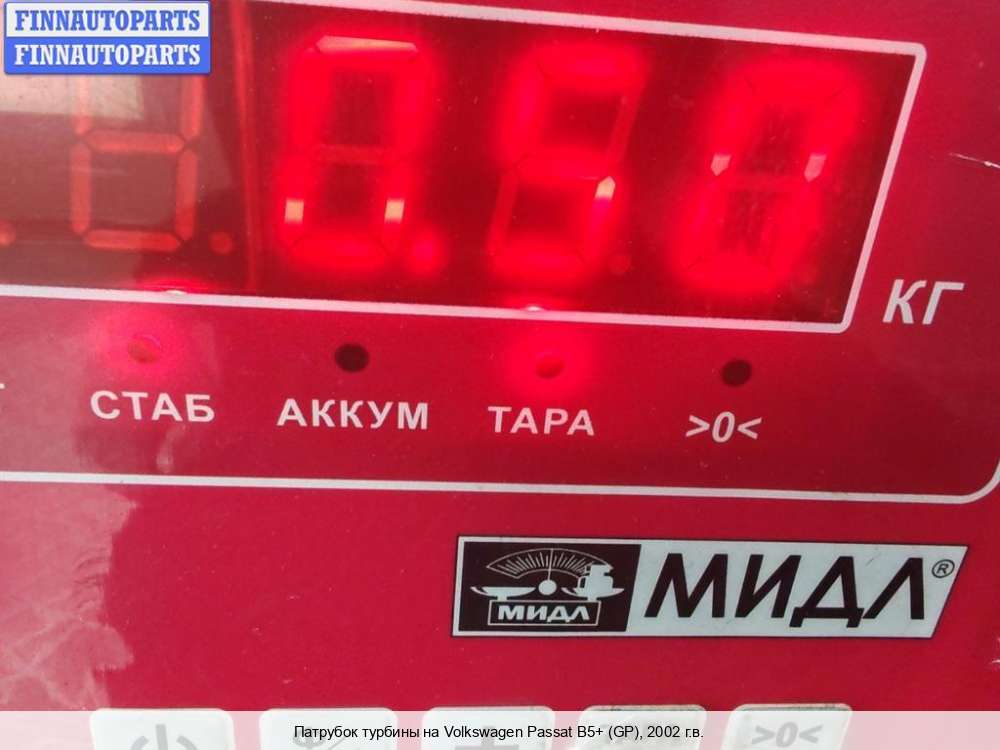 FINNAUTOPARTS
FINNAUTOPARTS
0.50
КГ
СТАБ АККУМ ТАРА >0<
МИДЛ МИДЛ®
>0<
Патрубок турбины на Volkswagen Passat B5+ (GP), 2002 г.в.